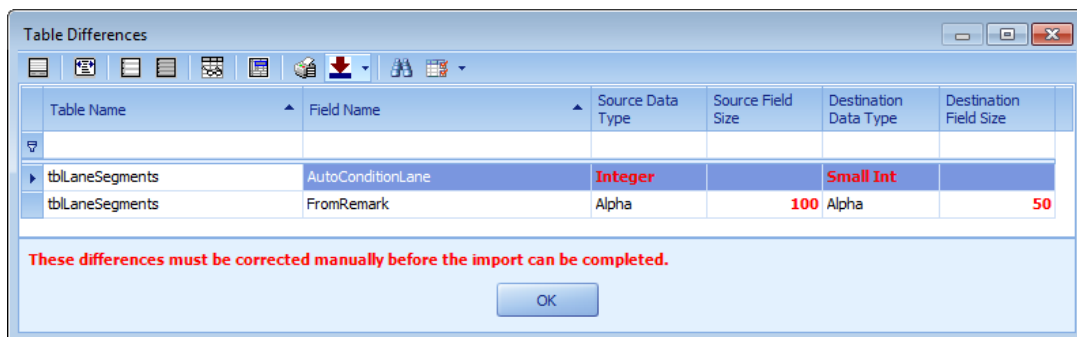 Table Differences
Table Name Field Name Source Data Type Source Field Size Destination Data Type Destination Field Size
tblLaneSegments AutoConditionLane Integer Small Int
tblLaneSegments FromRemark Alpha 100 Alpha 50
These differences must be corrected manually before the import can be completed.
OK